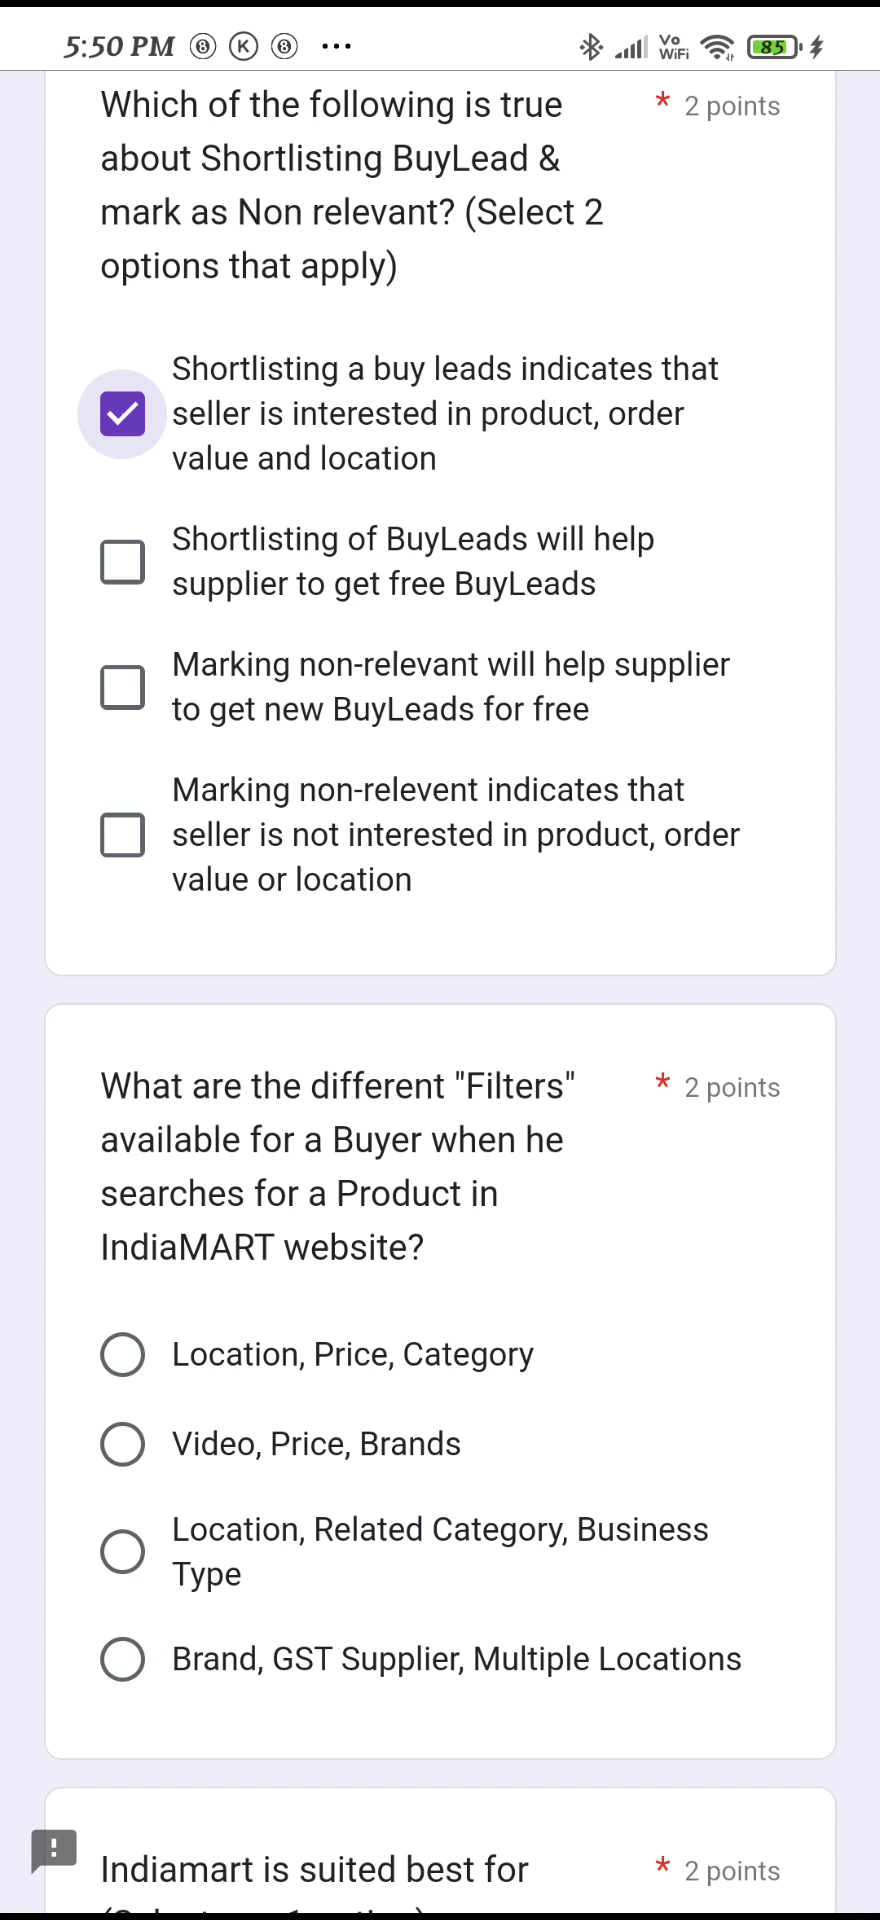 5:50 PM 8 K 8 ... Vo WiFi 85
Which of the following is true * 2 points
about Shortlisting BuyLead &
mark as Non relevant? (Select 2
options that apply)
Shortlisting a buy leads indicates that
seller is interested in product, order
value and location
Shortlisting of BuyLeads will help
supplier to get free BuyLeads
Marking non-relevant will help supplier
to get new BuyLeads for free
Marking non-relevent indicates that
seller is not interested in product, order
value or location
What are the different "Filters" * 2 points
available for a Buyer when he
searches for a Product in
IndiaMART website?
Location, Price, Category
Video, Price, Brands
Location, Related Category, Business
Type
Brand, GST Supplier, Multiple Locations
Indiamart is suited best for * 2 points